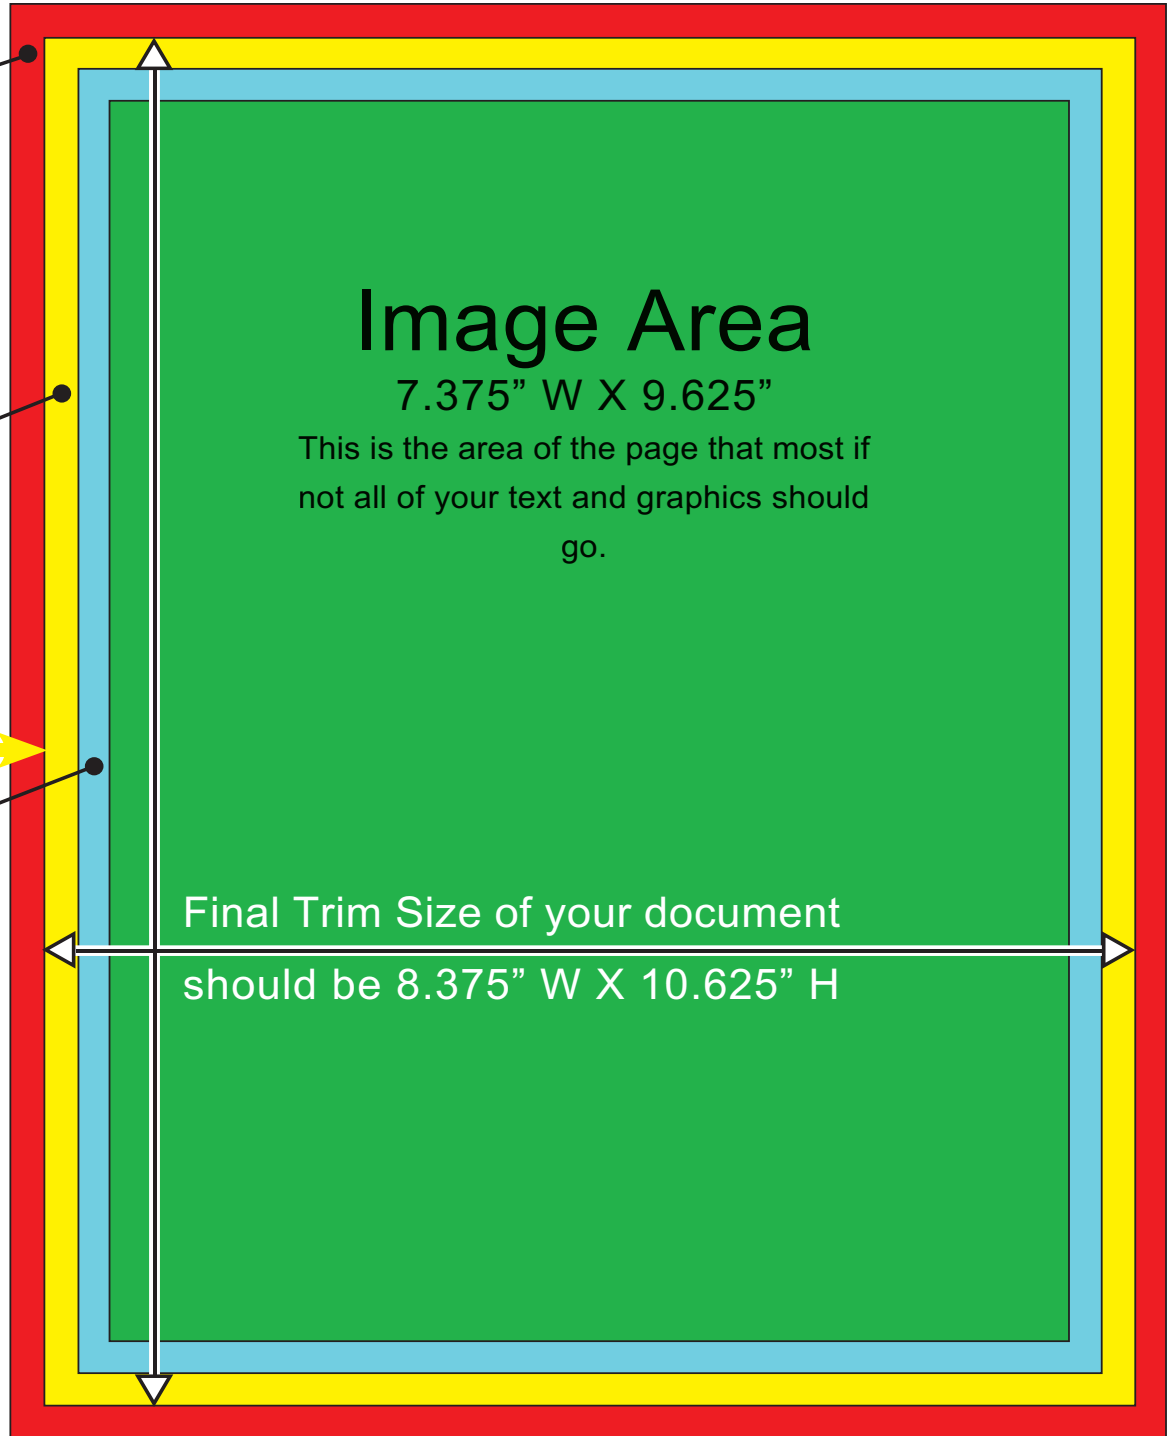 Image Area
7.375” W X 9.625”
This is the area of the page that most if
not all of your text and graphics should
go.
Final Trim Size of your document
should be 8.375” W X 10.625” H